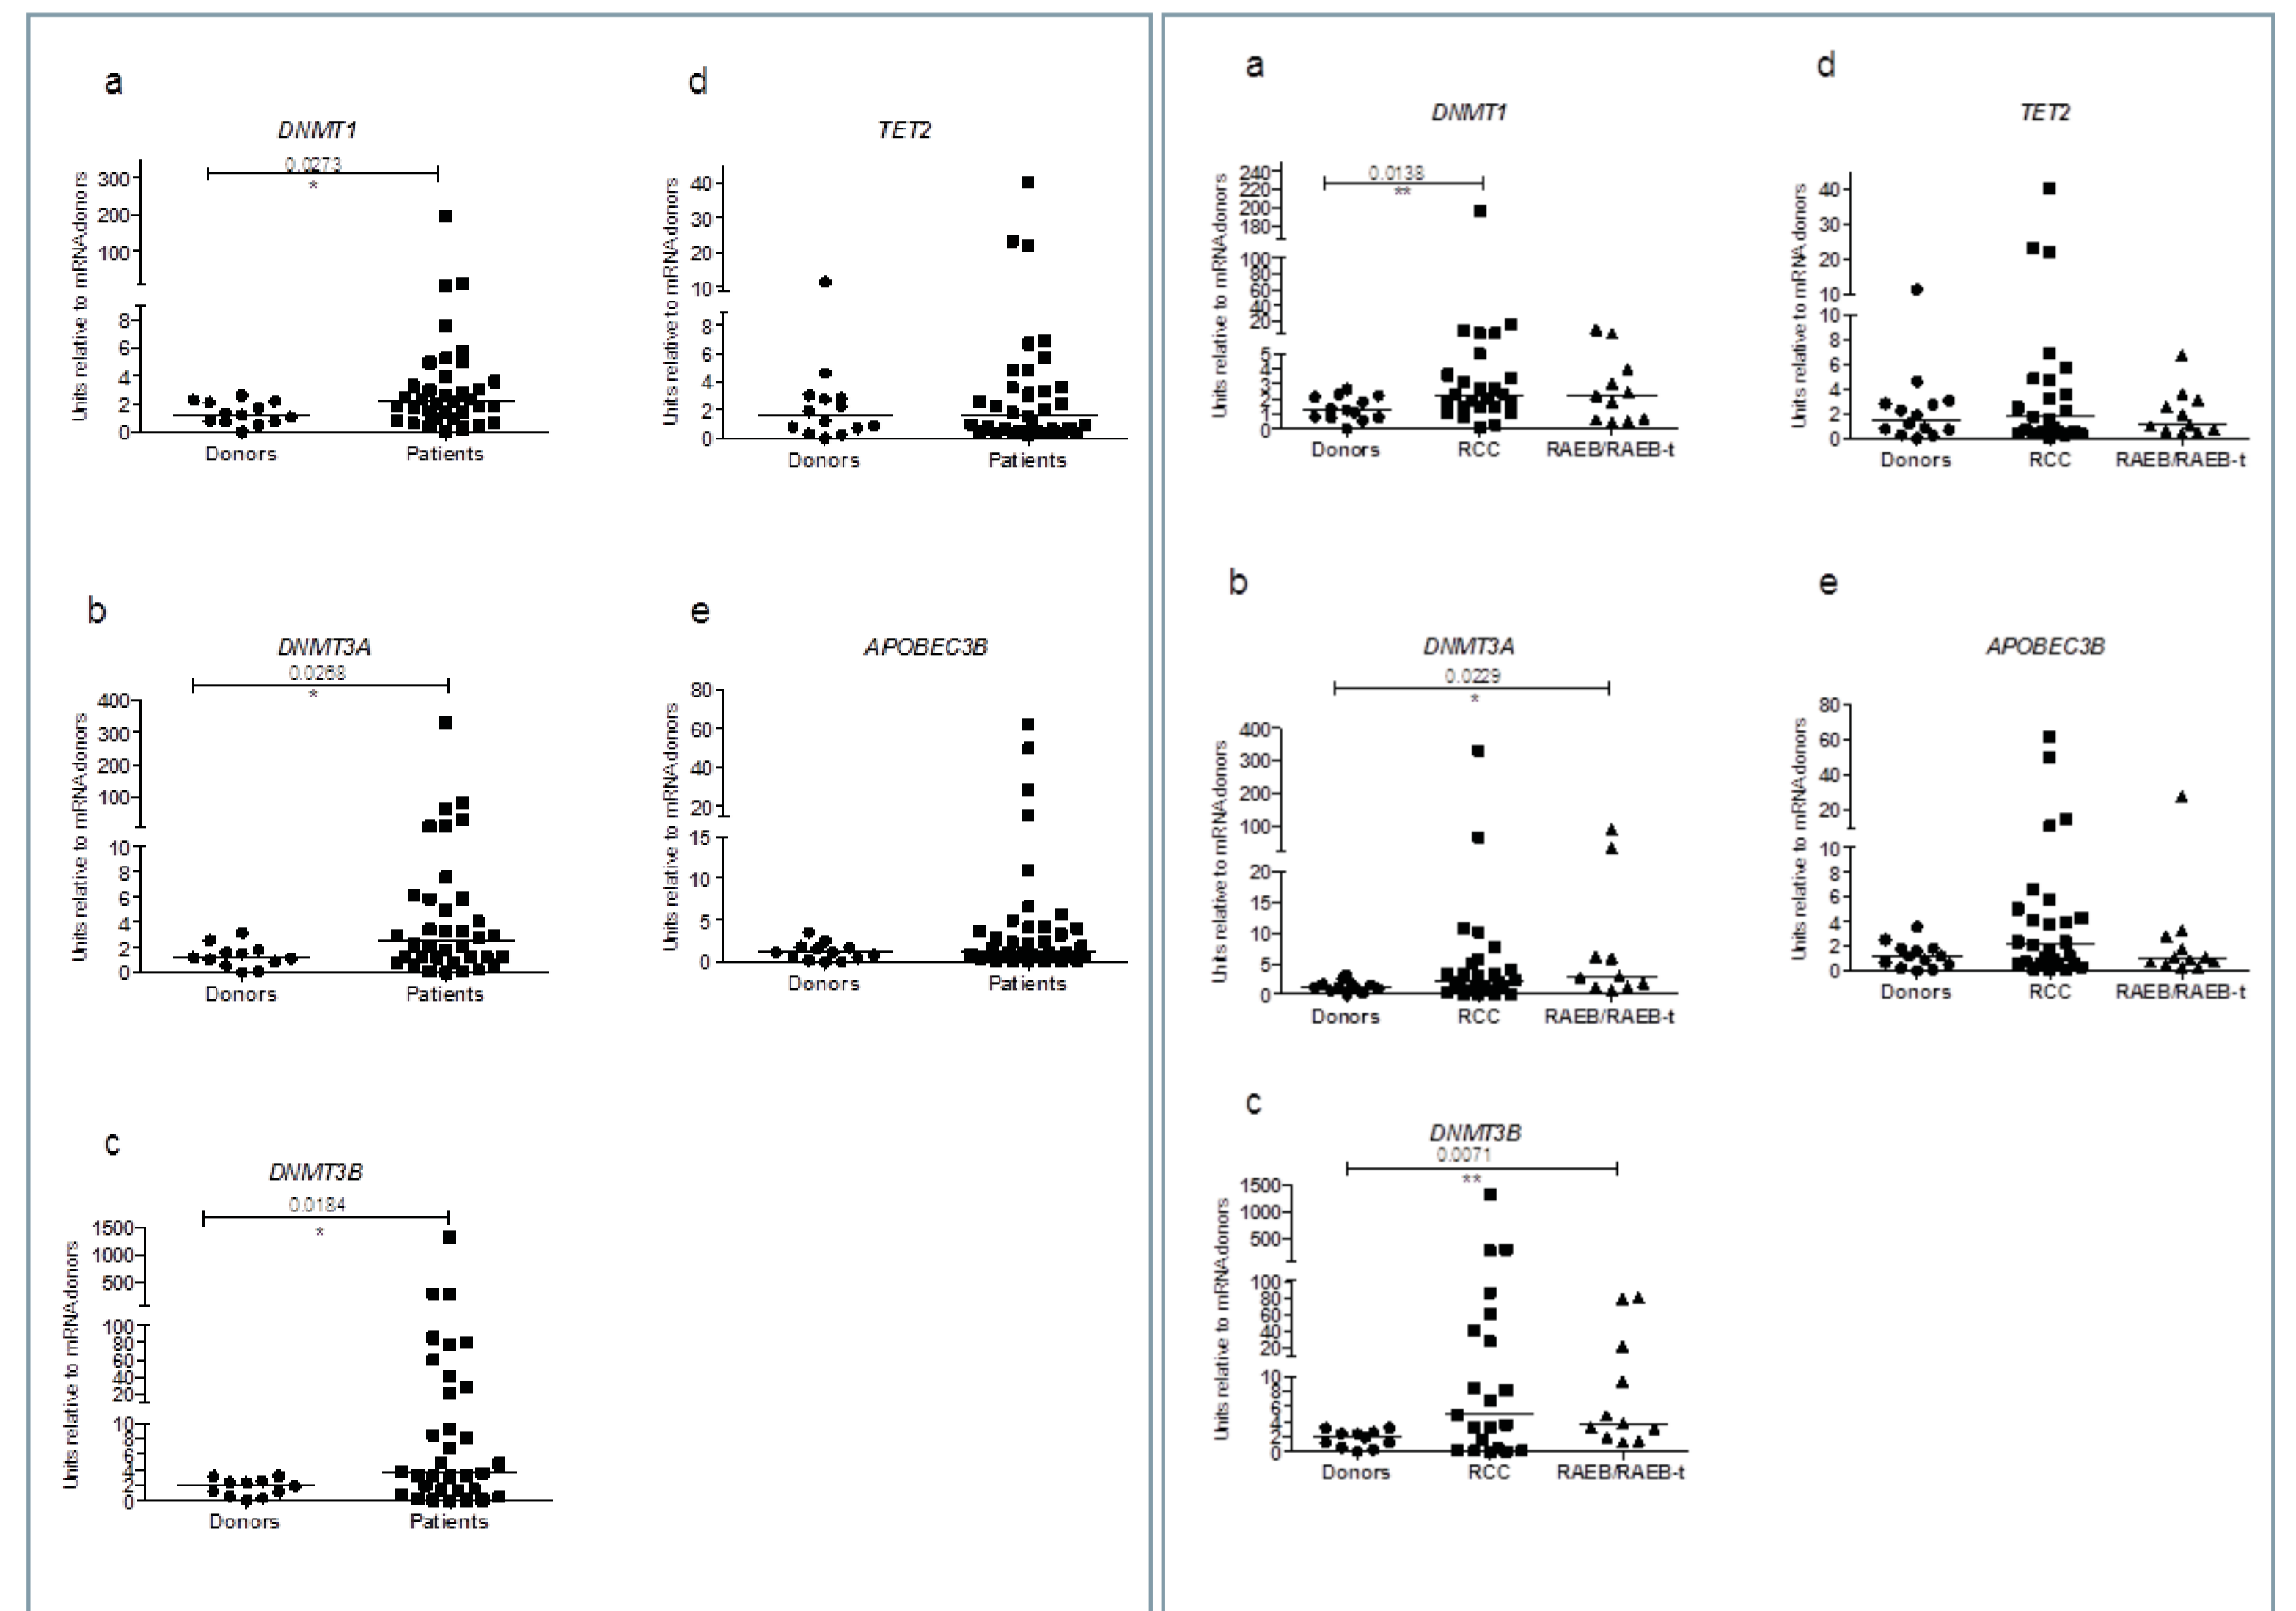 a
DNMT1
0.0273
*
Units relative to mRNA donors
300
200
100
8
6
4
2
0
Donors
Patients
d
TET2
Units relative to mRNA donors
40
30
20
10
8
6
4
2
0
Donors
Patients
b
DNMT3A
0.0268
*
Units relative to mRNA donors
400
300
200
100
10
8
6
4
2
0
Donors
Patients
e
APOBEC3B
Units relative to mRNA donors
80
60
40
20
15
10
5
0
Donors
Patients
c
DNMT3B
0.0184
*
Units relative to mRNA donors
1500
1000
500
100
80
60
40
20
10
8
6
4
2
0
Donors
Patients
a
DNMT1
0.0138
**
Units relative to mRNA donors
240
220
200
180
100
80
60
40
20
5
4
3
2
1
0
Donors
RCC
RAEB/RAEB-t
d
TET2
Units relative to mRNA donors
40
30
20
10
10
8
6
4
2
0
Donors
RCC
RAEB/RAEB-t
b
DNMT3A
0.0229
*
Units relative to mRNA donors
400
300
200
100
20
15
10
5
0
Donors
RCC
RAEB/RAEB-t
e
APOBEC3B
Units relative to mRNA donors
80
60
40
20
10
8
6
4
2
0
Donors
RCC
RAEB/RAEB-t
c
DNMT3B
0.0071
**
Units relative to mRNA donors
1500
1000
500
100
80
60
40
20
10
8
6
4
2
0
Donors
RCC
RAEB/RAEB-t